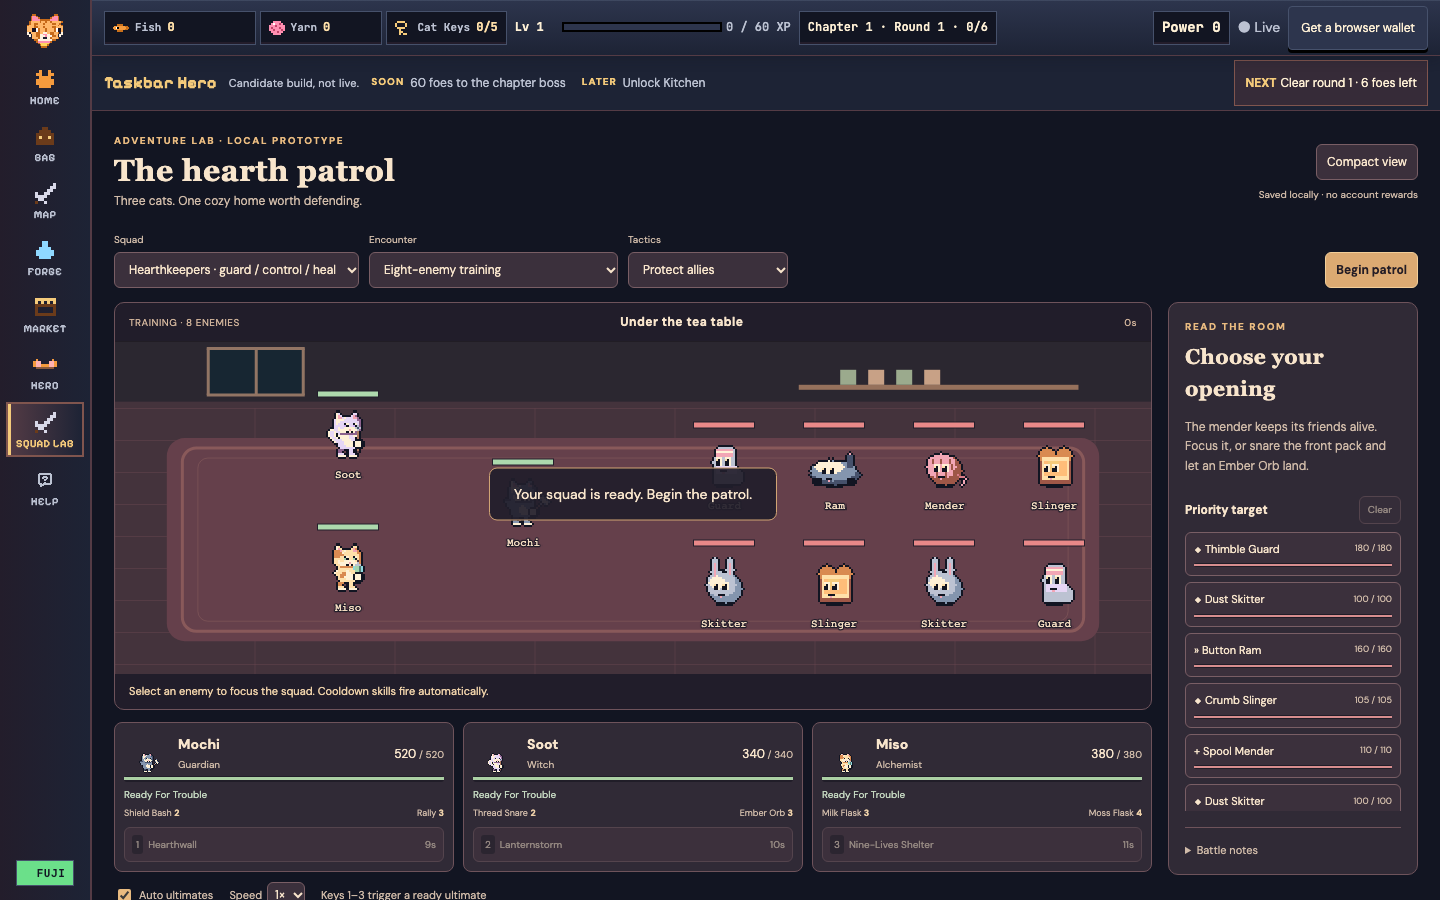 Fish 0
Yarn 0
Cat Keys 0/5
Lv 1
0 / 60 XP
Chapter 1 · Round 1 · 0/6
Power 0
Live
Get a browser wallet
Taskbar Hero
Candidate build, not live.
SOON 60 foes to the chapter boss
LATER Unlock Kitchen
NEXT Clear round 1 · 6 foes left
HOME
BAG
MAP
FORGE
MARKET
HERO
SQUAD LAB
HELP
FUJI
ADVENTURE LAB · LOCAL PROTOTYPE
The hearth patrol
Three cats. One cozy home worth defending.
Compact view
Saved locally · no account rewards
Squad
Hearthkeepers · guard / control / heal
Encounter
Eight-enemy training
Tactics
Protect allies
Begin patrol
TRAINING · 8 ENEMIES
Under the tea table
0s
Soot
Mochi
Miso
Your squad is ready. Begin the patrol.
Guard
Ram
Mender
Slinger
Skitter
Slinger
Skitter
Guard
Select an enemy to focus the squad. Cooldown skills fire automatically.
READ THE ROOM
Choose your
opening
The mender keeps its friends alive.
Focus it, or snare the front pack and
let an Ember Orb land.
Priority target
Clear
◆ Thimble Guard 180 / 180
◆ Dust Skitter 100 / 100
» Button Ram 160 / 160
◆ Crumb Slinger 105 / 105
+ Spool Mender 110 / 110
◆ Dust Skitter 100 / 100
▶ Battle notes
Mochi
Guardian
520 / 520
Ready For Trouble
Shield Bash 2
Rally 3
1 Hearthwall 9s
Soot
Witch
340 / 340
Ready For Trouble
Thread Snare 2
Ember Orb 3
2 Lanternstorm 10s
Miso
Alchemist
380 / 380
Ready For Trouble
Milk Flask 3
Moss Flask 4
3 Nine-Lives Shelter 11s
Auto ultimates
Speed 1×
Keys 1–3 trigger a ready ultimate